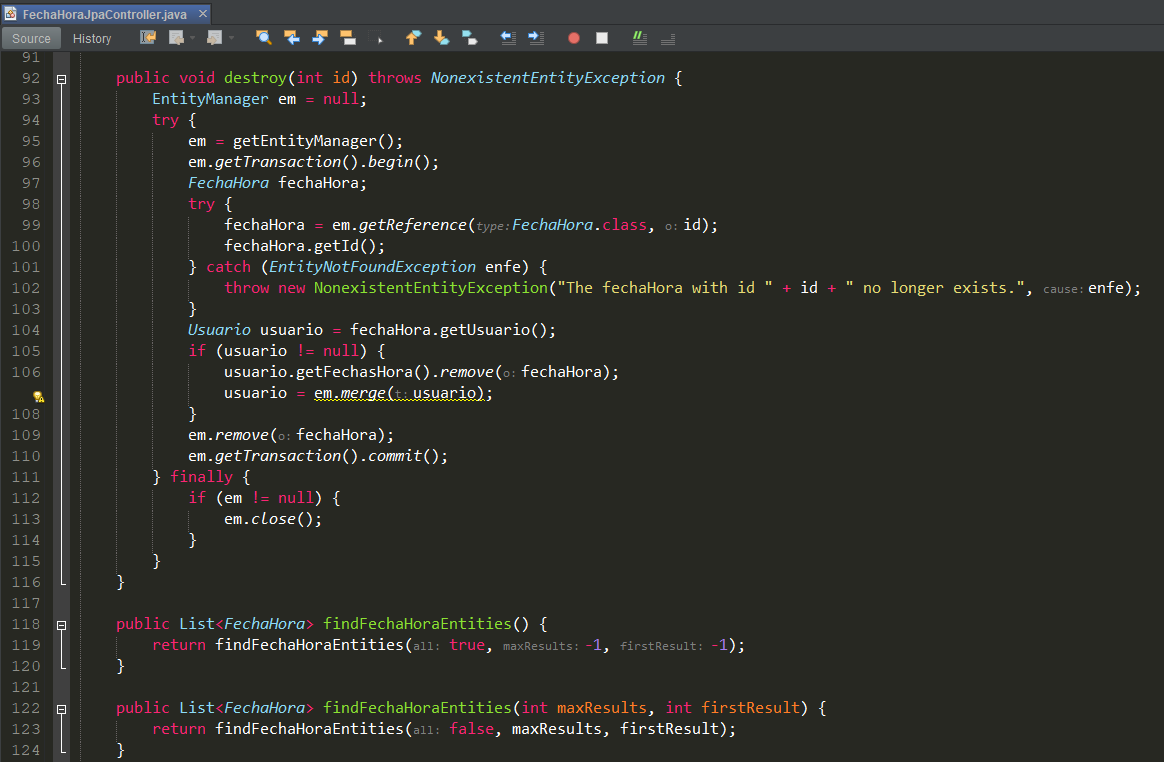 FechaHoraJpaController.java ×
Source History
91
92 public void destroy(int id) throws NonexistentEntityException {
93 EntityManager em = null;
94 try {
95 em = getEntityManager();
96 em.getTransaction().begin();
97 FechaHora fechaHora;
98 try {
99 fechaHora = em.getReference(type: FechaHora.class, o: id);
100 fechaHora.getId();
101 } catch (EntityNotFoundException enfe) {
102 throw new NonexistentEntityException("The fechaHora with id " + id + " no longer exists.", cause: enfe);
103 }
104 Usuario usuario = fechaHora.getUsuario();
105 if (usuario != null) {
106 usuario.getFechasHora().remove(o: fechaHora);
usuario = em.merge(t: usuario);
108 }
109 em.remove(o: fechaHora);
110 em.getTransaction().commit();
111 } finally {
112 if (em != null) {
113 em.close();
114 }
115 }
116 }
117
118 public List<FechaHora> findFechaHoraEntities() {
119 return findFechaHoraEntities(all: true, maxResults: -1, firstResult: -1);
120 }
121
122 public List<FechaHora> findFechaHoraEntities(int maxResults, int firstResult) {
123 return findFechaHoraEntities(all: false, maxResults, firstResult);
124 }